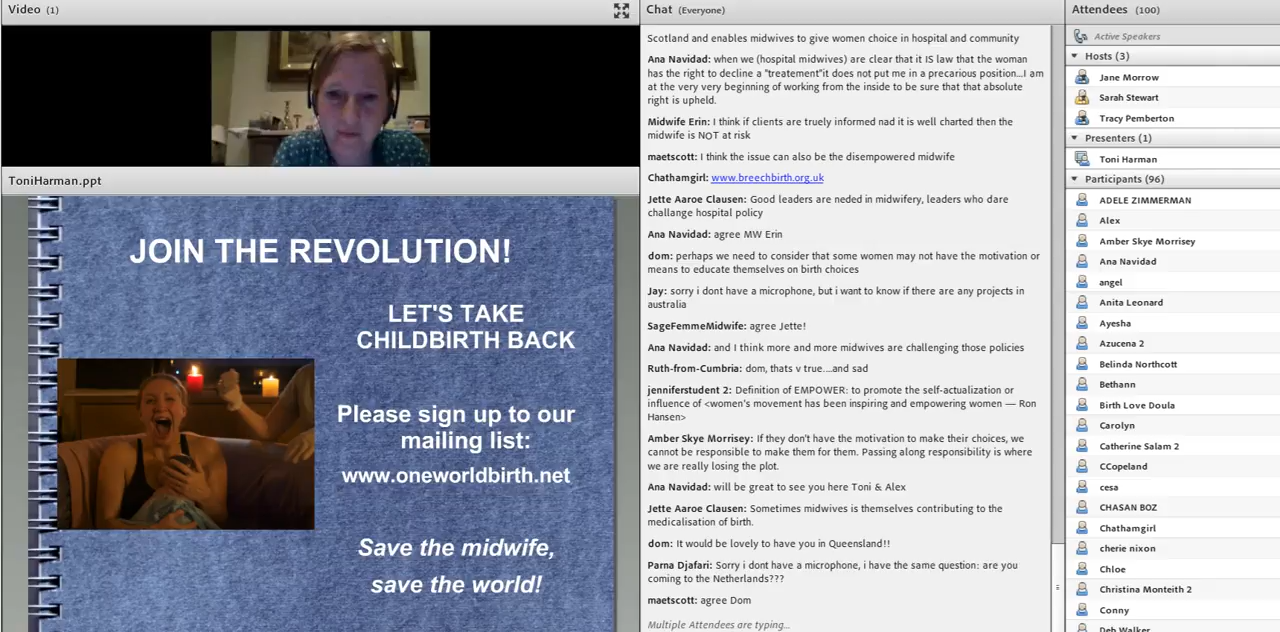 Video (1)
ToniHarman.ppt
JOIN THE REVOLUTION!
LET'S TAKE
CHILDBIRTH BACK
Please sign up to our
mailing list:
www.oneworldbirth.net
Save the midwife,
save the world!
Chat (Everyone)
Scotland and enables midwives to give women choice in hospital and community
Ana Navidad: when we (hospital midwives) are clear that it IS law that the woman
has the right to decline a "treatement"it does not put me in a precarious position...I am
at the very very beginning of working from the inside to be sure that that absolute
right is upheld.
Midwife Erin: I think if clients are truely informed nad it is well charted then the
midwife is NOT at risk
maetscott: I think the issue can also be the disempowered midwife
Chathamgirl: www.breechbirth.org.uk
Jette Aaroe Clausen: Good leaders are neded in midwifery, leaders who dare
challange hospital policy
Ana Navidad: agree MW Erin
dom: perhaps we need to consider that some women may not have the motivation or
means to educate themselves on birth choices
Jay: sorry i dont have a microphone, but i want to know if there are any projects in
australia
SageFemmeMidwife: agree Jette!
Ana Navidad: and I think more and more midwives are challenging those policies
Ruth-from-Cumbria: dom, thats v true....and sad
jenniferstudent 2: Definition of EMPOWER: to promote the self-actualization or
influence of <women's movement has been inspiring and empowering women — Ron
Hansen>
Amber Skye Morrisey: If they don't have the motivation to make their choices, we
cannot be responsible to make them for them. Passing along responsibility is where
we are really losing the plot.
Ana Navidad: will be great to see you here Toni & Alex
Jette Aaroe Clausen: Sometimes midwives is themselves contributing to the
medicalisation of birth.
dom: It would be lovely to have you in Queensland!!
Parna Djafari: Sorry i dont have a microphone, i have the same question: are you
coming to the Netherlands???
maetscott: agree Dom
Multiple Attendees are typing...
Attendees (100)
Active Speakers
Hosts (3)
Jane Morrow
Sarah Stewart
Tracy Pemberton
Presenters (1)
Toni Harman
Participants (96)
ADELE ZIMMERMAN
Alex
Amber Skye Morrisey
Ana Navidad
angel
Anita Leonard
Ayesha
Azucena 2
Belinda Northcott
Bethann
Birth Love Doula
Carolyn
Catherine Salam 2
CCopeland
cesa
CHASAN BOZ
Chathamgirl
cherie nixon
Chloe
Christina Monteith 2
Conny
Deb Walker